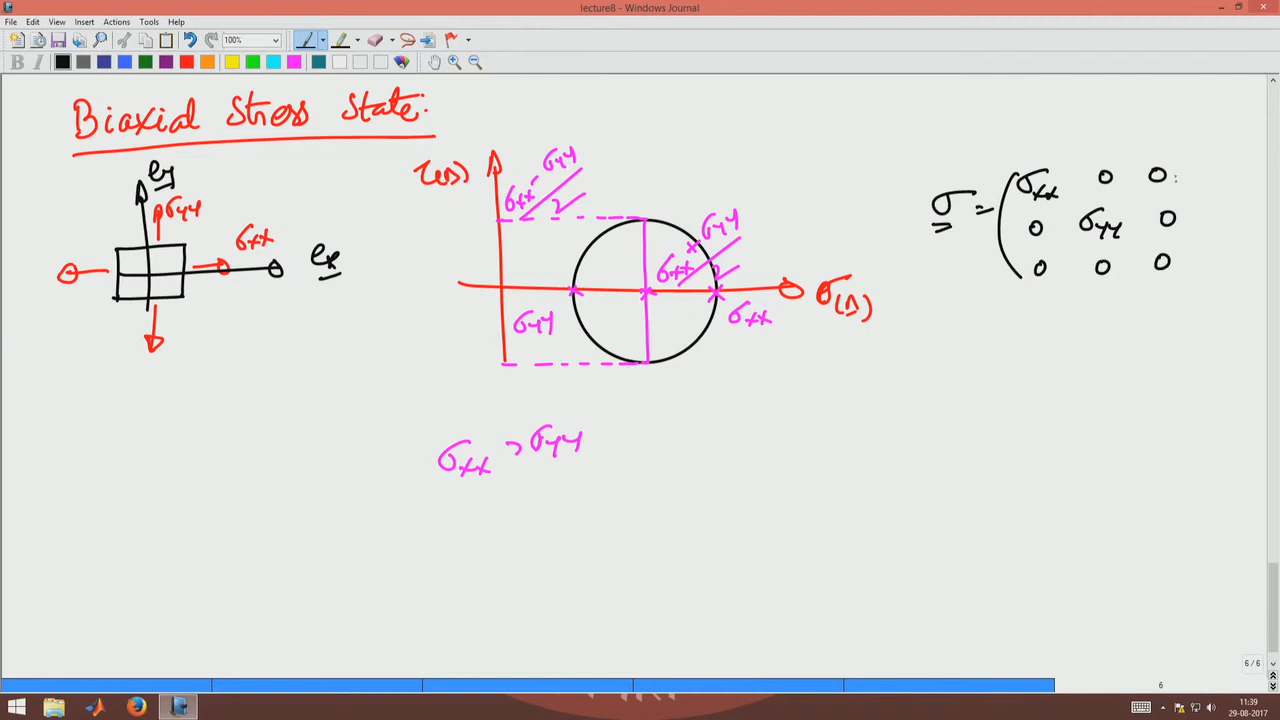 lecture8 - Windows Journal
File Edit View Insert Actions Tools Help
100%
B I
Biaxial Stress State:
e_y
σyy
σxx
e_x
τ(s)
σxx - σyy / 2
σxx + σyy / 2
σyy
σxx
σ(s)
σ = ( σxx 0 0
0 σyy 0
0 0 0
σxx > σyy
6 / 6
6
11:39
29-08-2017